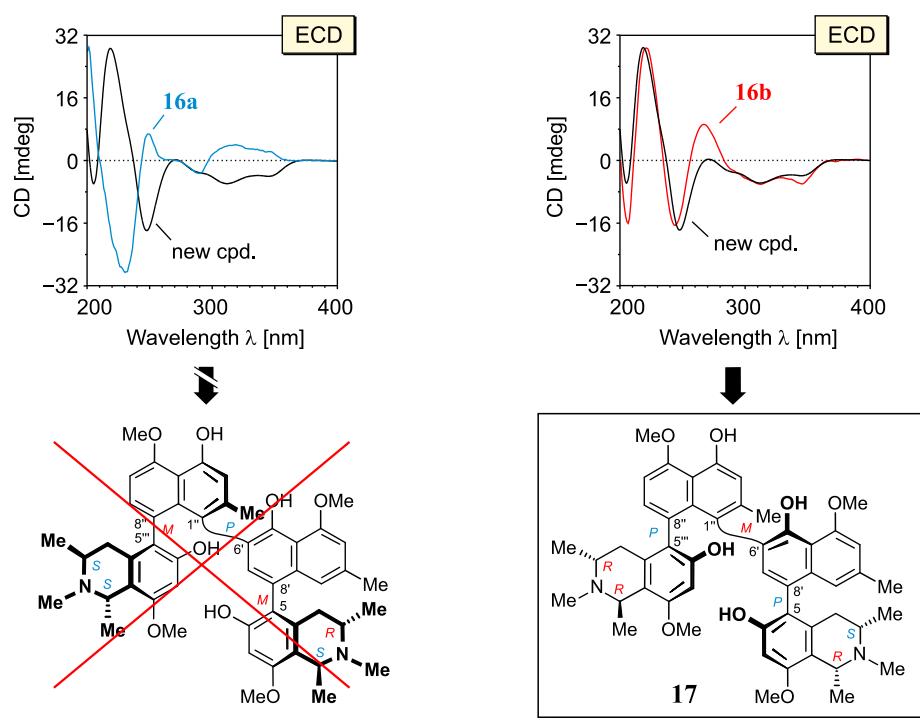 ECD
32
16
0
−16
−32
CD [mdeg]
16a
new cpd.
200
300
400
Wavelength λ [nm]
ECD
32
16
0
−16
−32
CD [mdeg]
16b
new cpd.
200
300
400
Wavelength λ [nm]
MeO
OH
Me
OMe
OH
8"
1"
P
M
5'''
6'
OH
Me
S
N
S
Me
Me
OMe
8'
M
5
HO
Me
Me
R
N
S
Me
MeO
Me
MeO
OH
Me
OH
OMe
8"
1"
P
M
5'''
6'
OH
Me
R
N
R
Me
Me
OMe
8'
P
5
HO
Me
Me
S
N
R
Me
MeO
Me
17